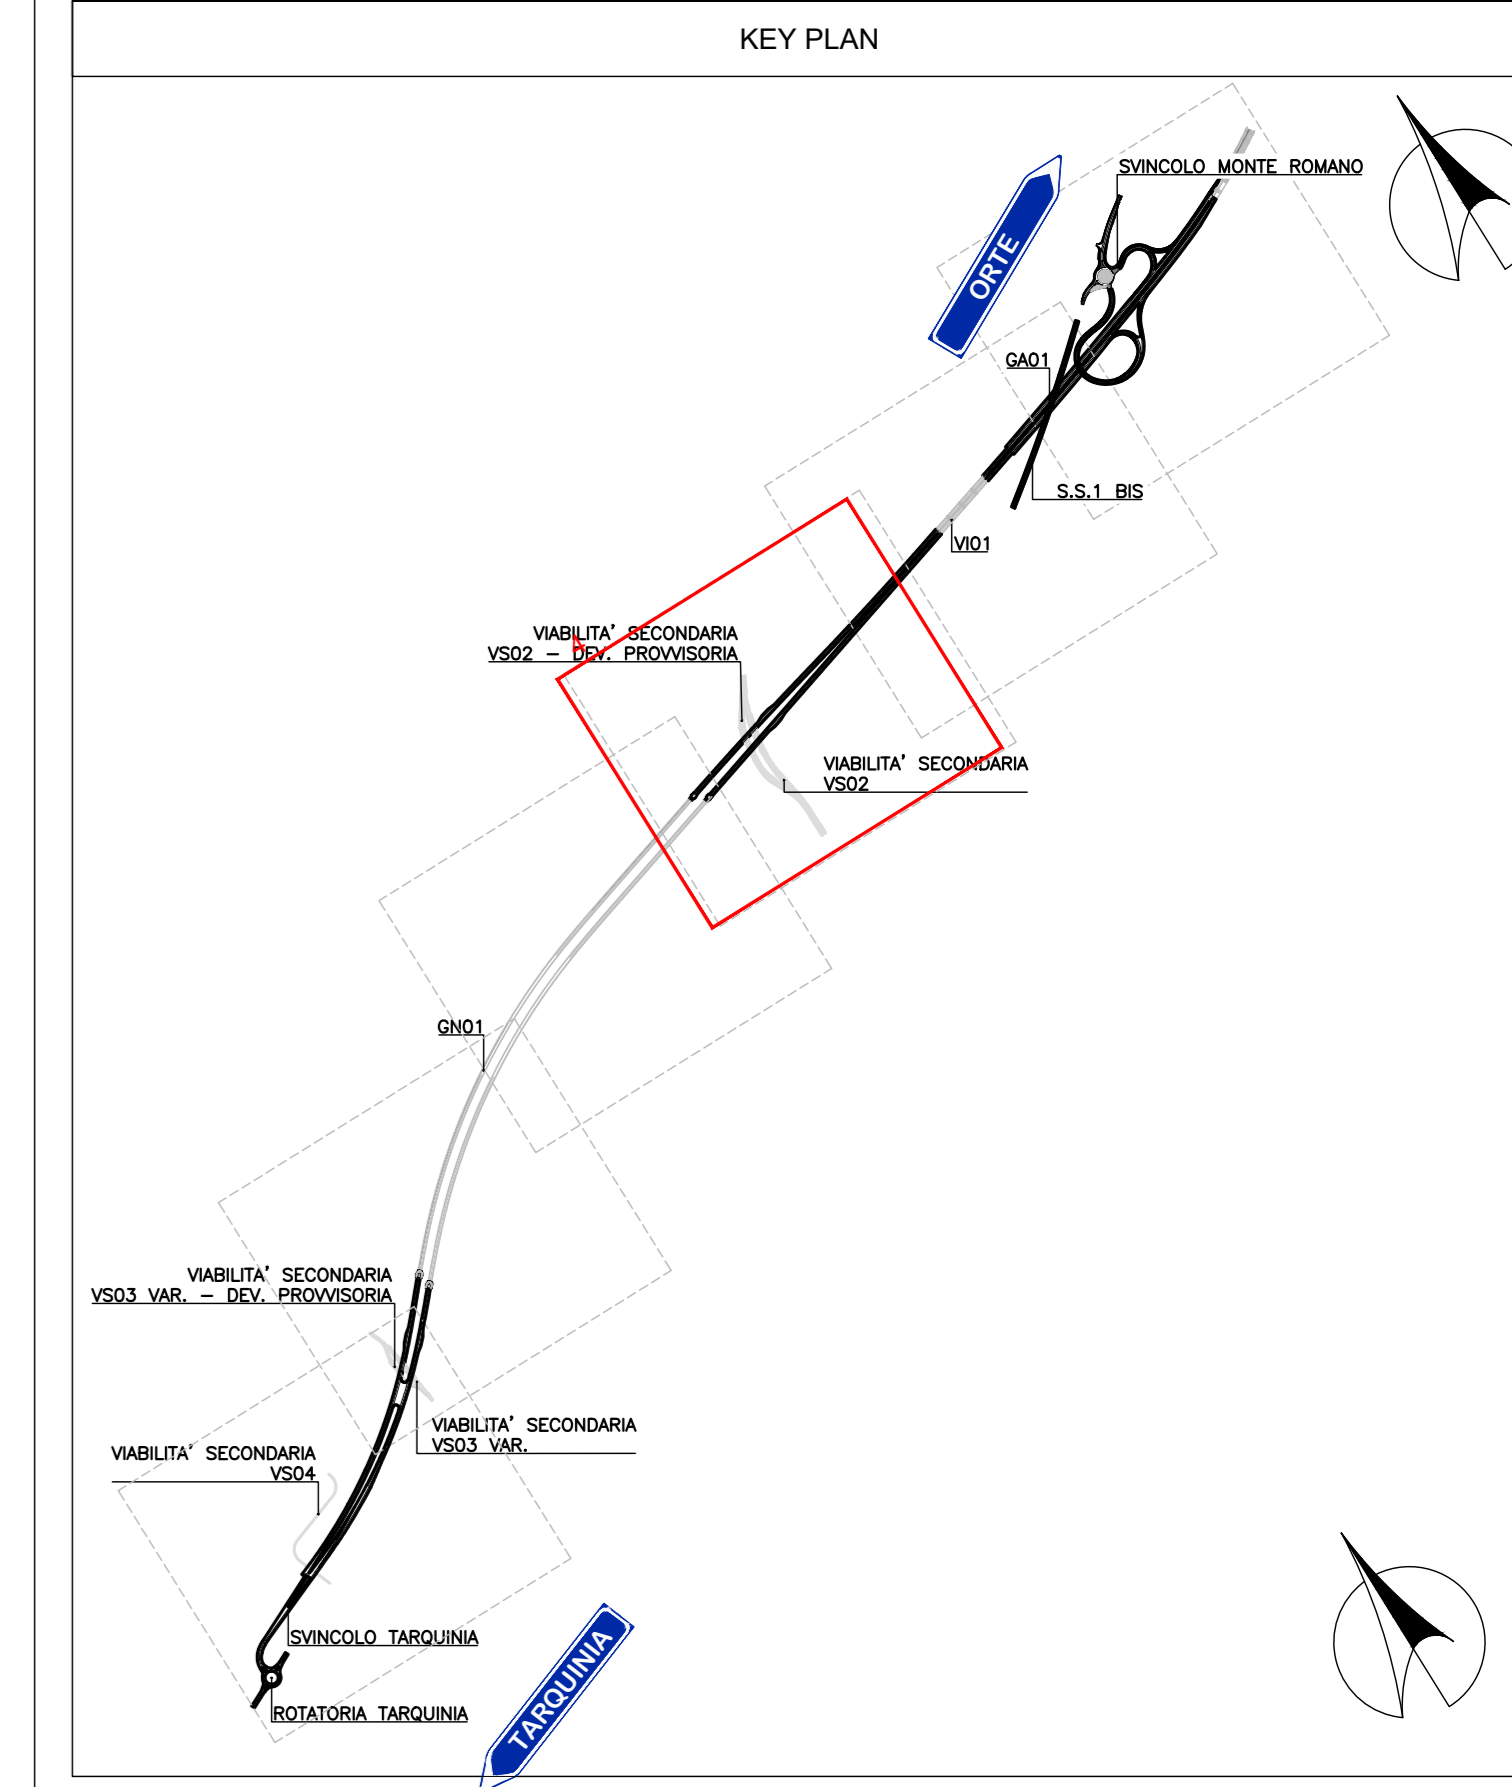 KEY PLAN
SVINCOLO MONTE ROMANO
ORTE
GA01
S.S.1 BIS
VI01
VIABILITA' SECONDARIA
VS02 - DEV. PROVVISORIA
4
VIABILITA' SECONDARIA
VS02
GN01
VIABILITA' SECONDARIA
VS03 VAR. - DEV. PROVVISORIA
VIABILITA' SECONDARIA
VS03 VAR.
VIABILITA' SECONDARIA
VS04
SVINCOLO TARQUINIA
TARQUINIA
ROTATORIA TARQUINIA